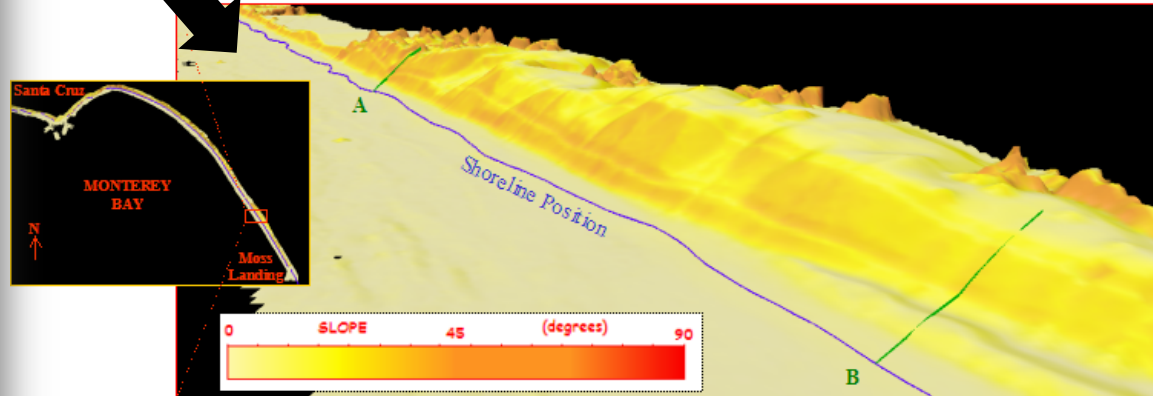 Santa Cruz
MONTEREY
BAY
N
Moss
Landing
A
Shoreline Position
B
0 SLOPE 45 (degrees) 90